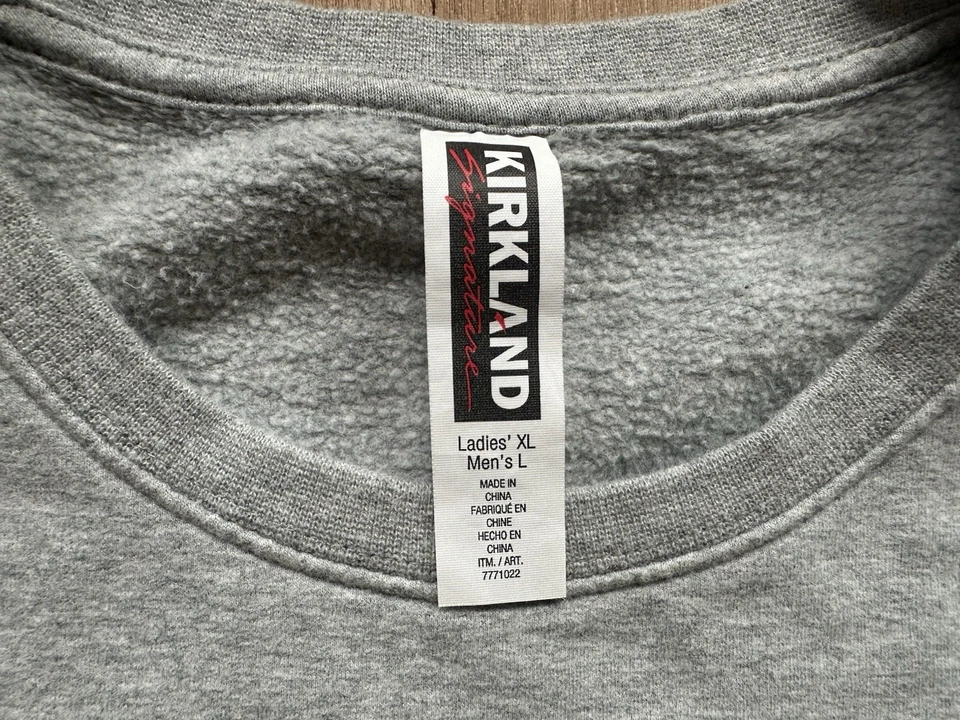 KIRKLAND
Signature
Ladies' XL
Men's L
MADE IN
CHINA
FABRIQUÉ EN
CHINE
HECHO EN
CHINA
ITM. / ART.
7771022